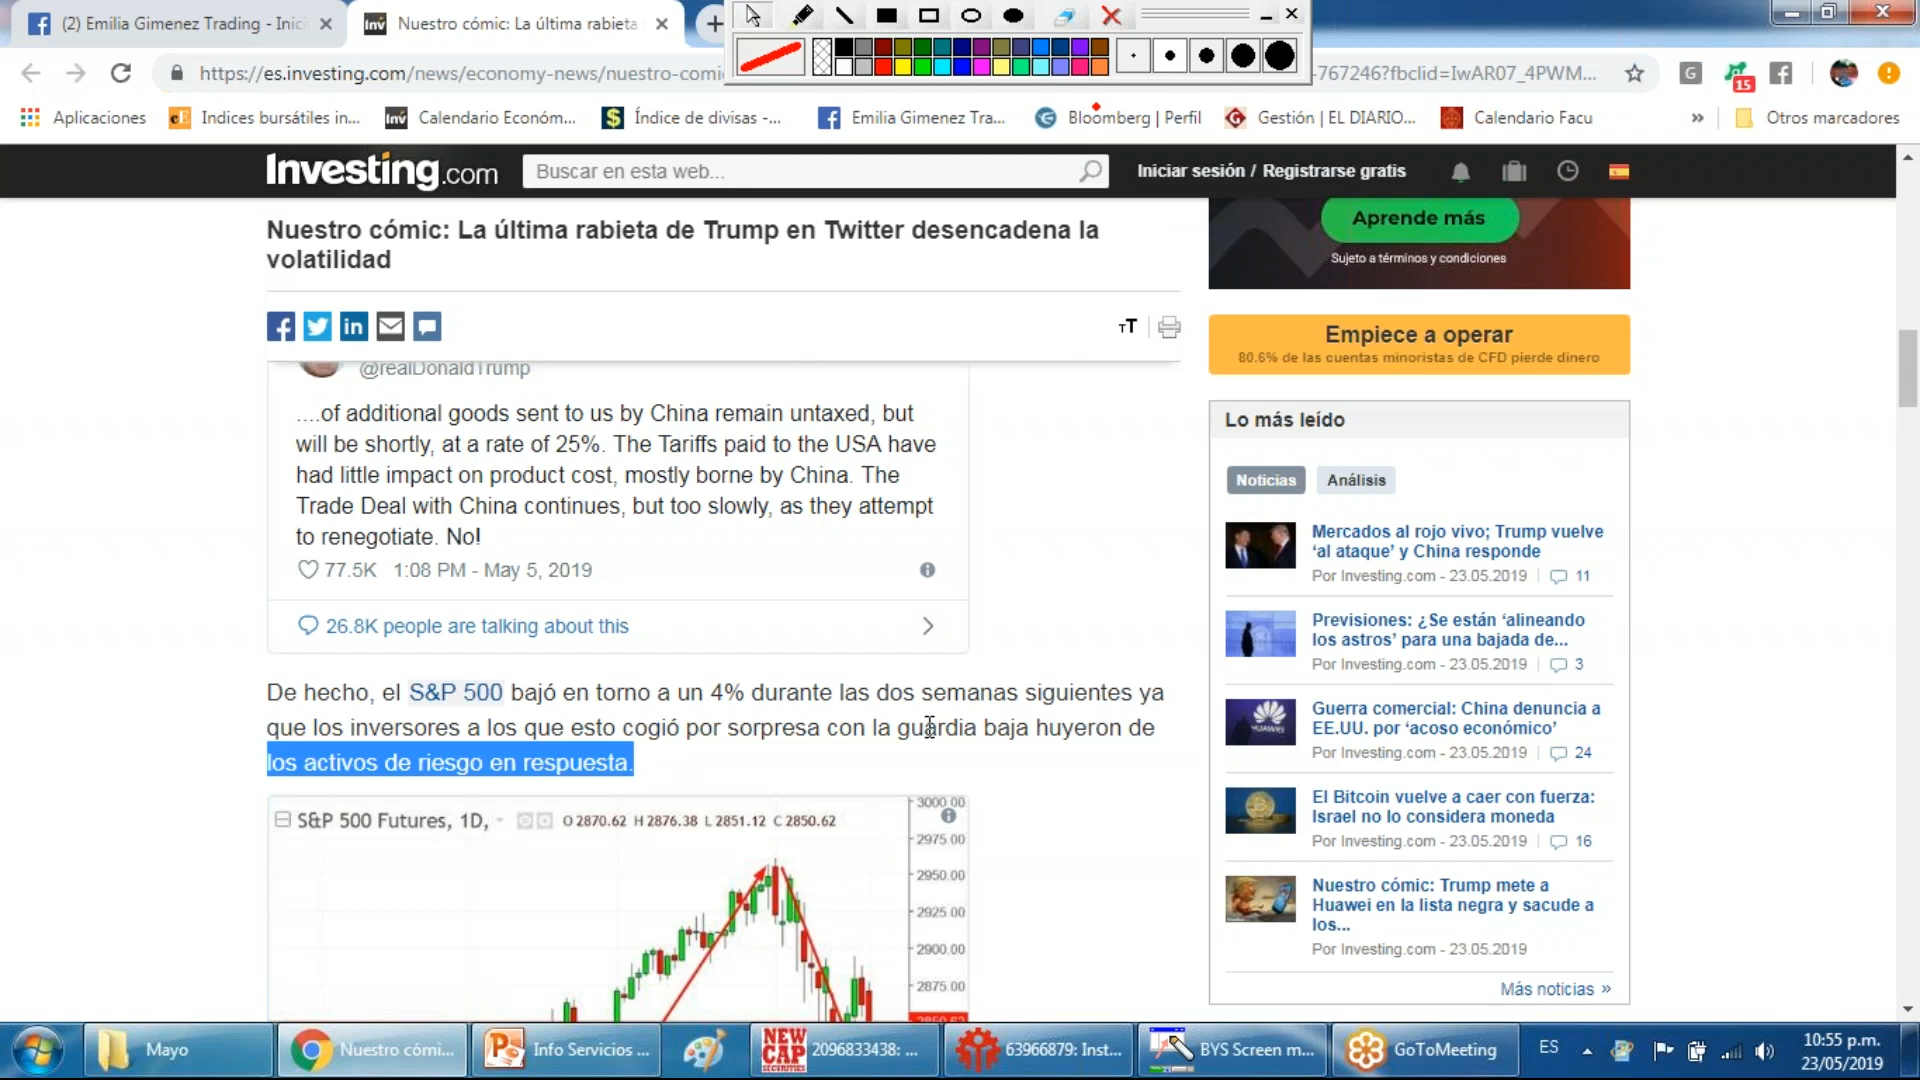 (2) Emilia Gimenez Trading - Inici
Nuestro cómic: La última rabieta
https://es.investing.com/news/economy-news/nuestro-comi
-767246?fbclid=IwAR07_4PWM...
15
Aplicaciones
Indices bursátiles in...
Calendario Económ...
Índice de divisas -...
Emilia Gimenez Tra...
Bloomberg | Perfil
Gestión | EL DIARIO...
Calendario Facu
Otros marcadores
Investing.com
Buscar en esta web...
Iniciar sesión / Registrarse gratis
Nuestro cómic: La última rabieta de Trump en Twitter desencadena la
volatilidad
@realDonaldTrump
....of additional goods sent to us by China remain untaxed, but
will be shortly, at a rate of 25%. The Tariffs paid to the USA have
had little impact on product cost, mostly borne by China. The
Trade Deal with China continues, but too slowly, as they attempt
to renegotiate. No!
77.5K 1:08 PM - May 5, 2019
26.8K people are talking about this
De hecho, el S&P 500 bajó en torno a un 4% durante las dos semanas siguientes ya
que los inversores a los que esto cogió por sorpresa con la guardia baja huyeron de
los activos de riesgo en respuesta.
S&P 500 Futures, 1D,
O 2870.62 H 2876.38 L 2851.12 C 2850.62
3000.00
2975.00
2950.00
2925.00
2900.00
2875.00
2850.62
Aprende más
Sujeto a términos y condiciones
Empiece a operar
80.6% de las cuentas minoristas de CFD pierde dinero
Lo más leído
Noticias
Análisis
Mercados al rojo vivo; Trump vuelve
‘al ataque’ y China responde
Por Investing.com - 23.05.2019 | 11
Previsiones: ¿Se están ‘alineando
los astros’ para una bajada de...
Por Investing.com - 23.05.2019 | 3
Guerra comercial: China denuncia a
EE.UU. por ‘acoso económico’
Por Investing.com - 23.05.2019 | 24
El Bitcoin vuelve a caer con fuerza:
Israel no lo considera moneda
Por Investing.com - 23.05.2019 | 16
Nuestro cómic: Trump mete a
Huawei en la lista negra y sacude a
los...
Por Investing.com - 23.05.2019
Más noticias »
Mayo
Nuestro cómi...
Info Servicios ...
NEW
CAP
SECURITIES
2096833438: ...
63966879: Inst...
BYS Screen m...
GoToMeeting
ES
10:55 p.m.
23/05/2019